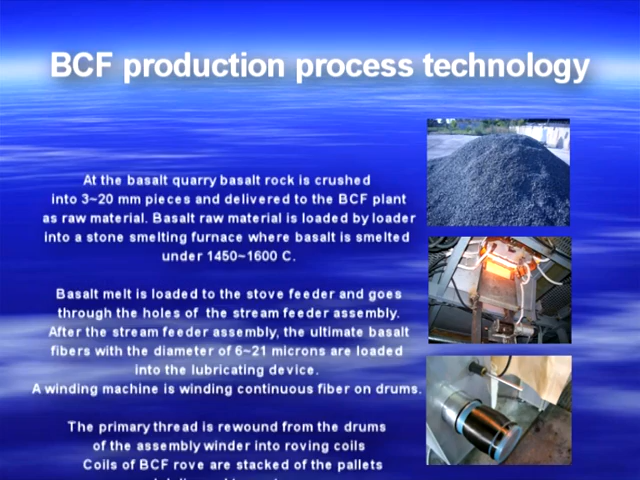 BCF production process technology
At the basalt quarry basalt rock is crushed
into 3~20 mm pieces and delivered to the BCF plant
as raw material. Basalt raw material is loaded by loader
into a stone smelting furnace where basalt is smelted
under 1450~1600 C.
Basalt melt is loaded to the stove feeder and goes
through the holes of the stream feeder assembly.
After the stream feeder assembly, the ultimate basalt
fibers with the diameter of 6~21 microns are loaded
into the lubricating device.
A winding machine is winding continuous fiber on drums.
The primary thread is rewound from the drums
of the assembly winder into roving coils
Coils of BCF rove are stacked of the pallets